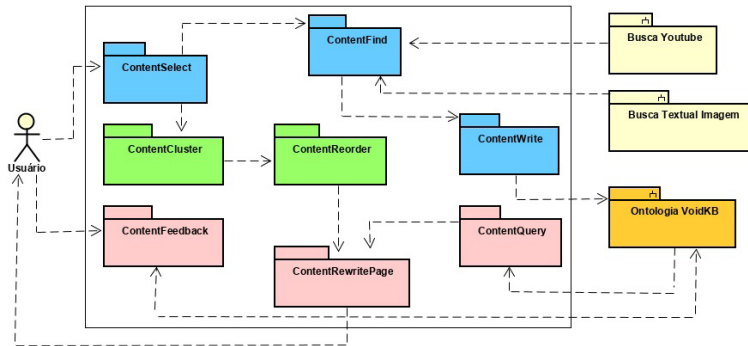 ContentFind
Busca Youtube
ContentSelect
Busca Textual Imagem
ContentCluster
ContentReorder
ContentWrite
Usuário
Ontologia VoidKB
ContentFeedback
ContentQuery
ContentRewritePage